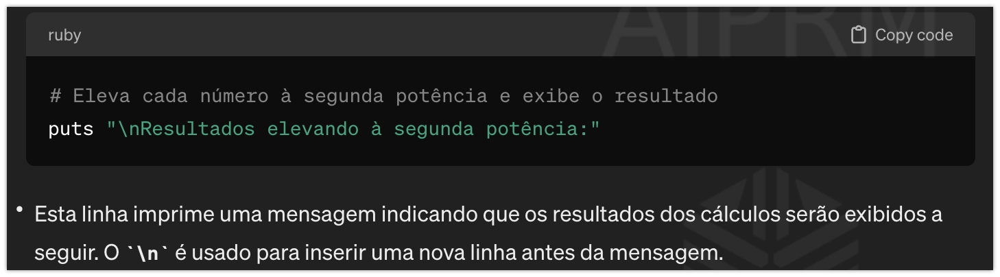 ruby
Copy code
# Eleva cada número à segunda potência e exibe o resultado
puts "\nResultados elevando à segunda potência:"
• Esta linha imprime uma mensagem indicando que os resultados dos cálculos serão exibidos a
seguir. O `\n` é usado para inserir uma nova linha antes da mensagem.
AIPRM